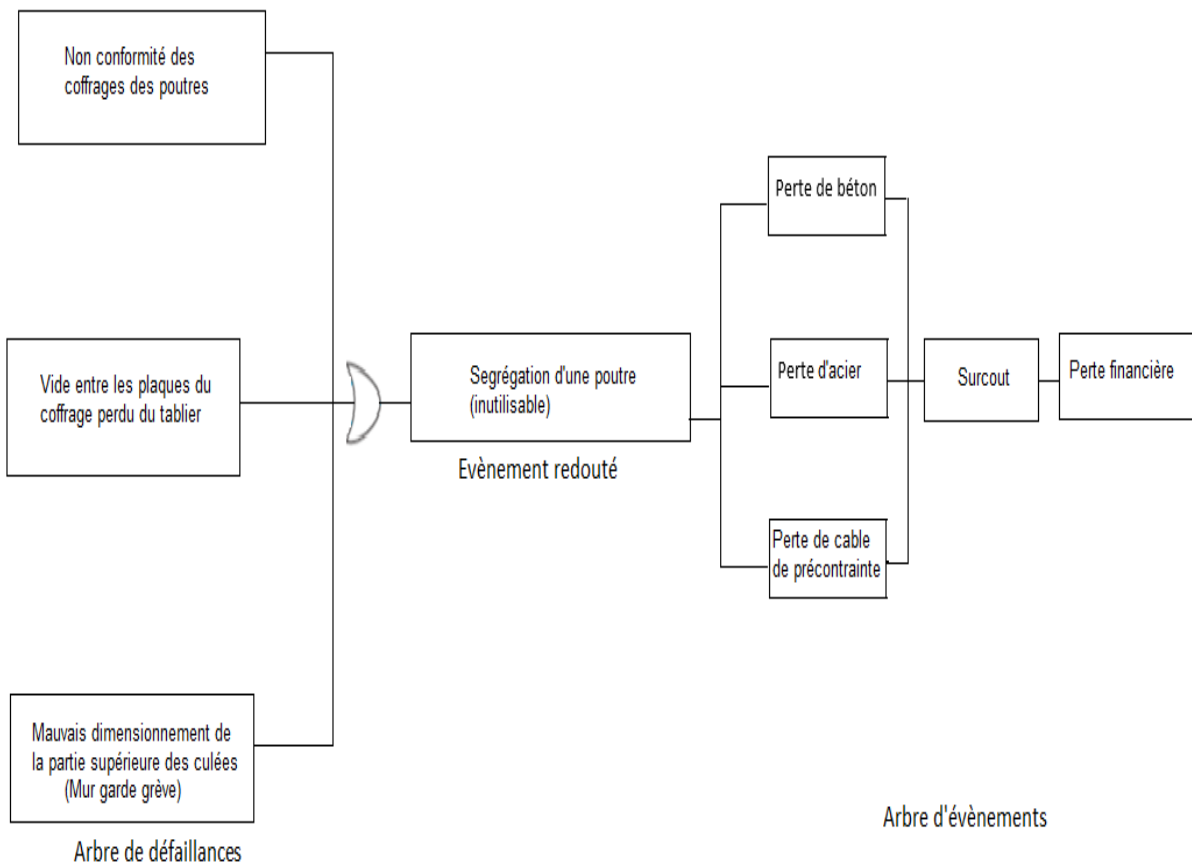 Non conformité des
coffrages des poutres
Vide entre les plaques du
coffrage perdu du tablier
Mauvais dimensionnement de
la partie supérieure des culées
(Mur garde grève)
Arbre de défaillances
Segrégation d'une poutre
(inutilisable)
Evènement redouté
Perte de béton
Perte d'acier
Perte de cable
de précontrainte
Surcout
Perte financière
Arbre d'évènements